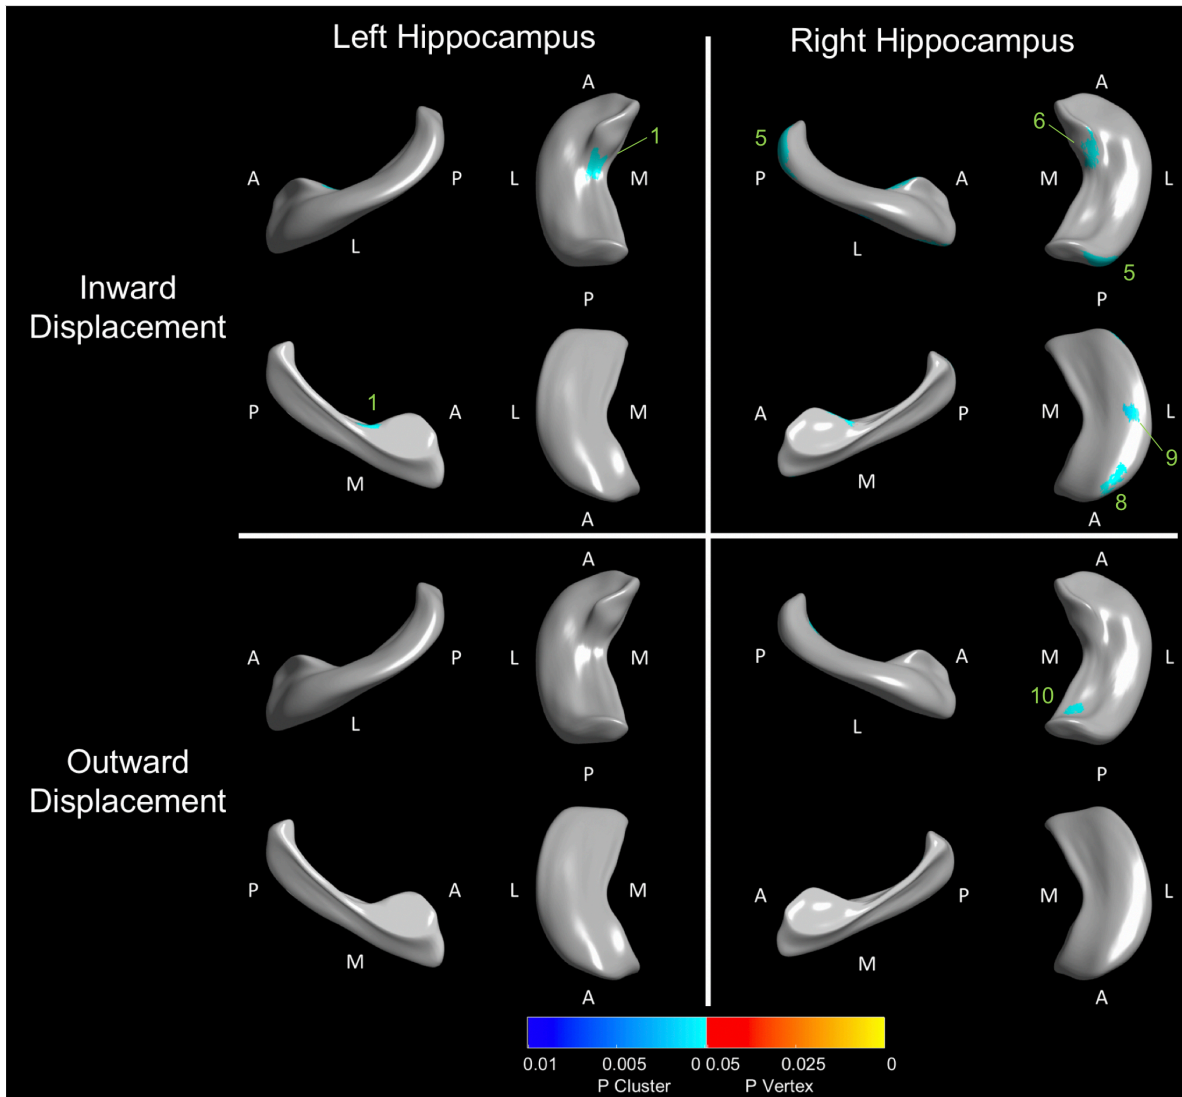 Left Hippocampus
Right Hippocampus
A
A
A
P
L
1
M
L
5
P
A
L
6
M
L
5
Inward
Displacement
P
P
P
1
A
M
L
M
A
A
P
M
M
L
9
8
A
A
A
A
P
L
L
M
P
A
L
M
L
10
Outward
Displacement
P
P
P
A
M
L
M
A
A
P
M
M
L
A
0.01 0.005 0 0.05 0.025 0
P Cluster P Vertex